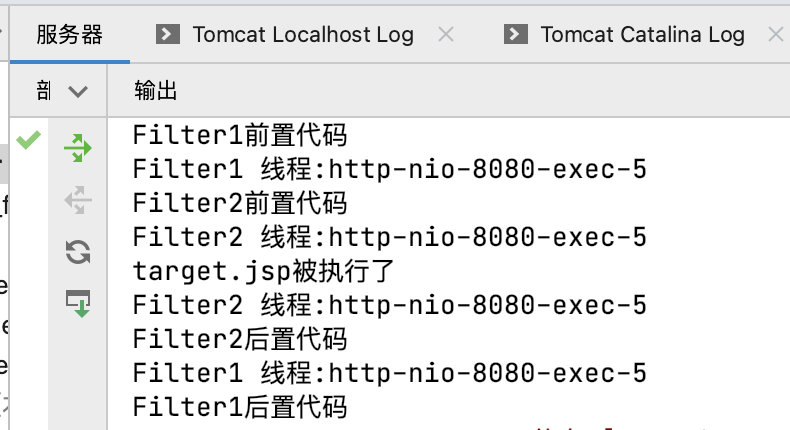 服务器 Tomcat Localhost Log Tomcat Catalina Log
部 输出
Filter1前置代码
Filter1 线程:http-nio-8080-exec-5
Filter2前置代码
Filter2 线程:http-nio-8080-exec-5
target.jsp被执行了
Filter2 线程:http-nio-8080-exec-5
Filter2后置代码
Filter1 线程:http-nio-8080-exec-5
Filter1后置代码